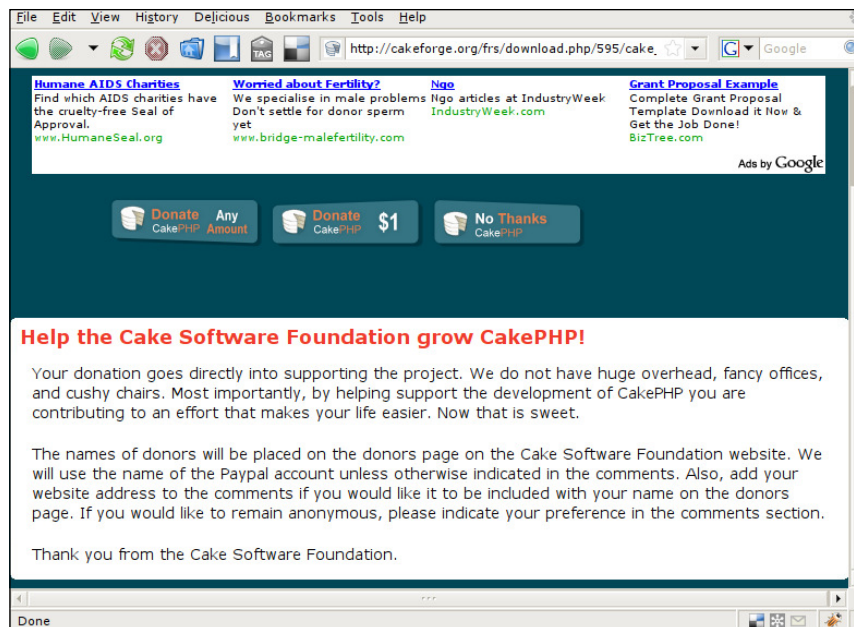 File Edit View History Delicious Bookmarks Tools Help
TAG http://cakeforge.org/frs/download.php/595/cake_ G Google
Humane AIDS Charities
Find which AIDS charities have
the cruelty-free Seal of
Approval.
www.HumaneSeal.org
Worried about Fertility?
We specialise in male problems
Don't settle for donor sperm
yet
www.bridge-malefertility.com
Ngo
Ngo articles at IndustryWeek
IndustryWeek.com
Grant Proposal Example
Complete Grant Proposal
Template Download it Now &
Get the Job Done!
BizTree.com
Ads by Google
Donate Any
CakePHP Amount
Donate $1
CakePHP
No Thanks
CakePHP
Help the Cake Software Foundation grow CakePHP!
Your donation goes directly into supporting the project. We do not have huge overhead, fancy offices,
and cushy chairs. Most importantly, by helping support the development of CakePHP you are
contributing to an effort that makes your life easier. Now that is sweet.
The names of donors will be placed on the donors page on the Cake Software Foundation website. We
will use the name of the Paypal account unless otherwise indicated in the comments. Also, add your
website address to the comments if you would like it to be included with your name on the donors
page. If you would like to remain anonymous, please indicate your preference in the comments section.
Thank you from the Cake Software Foundation.
Done